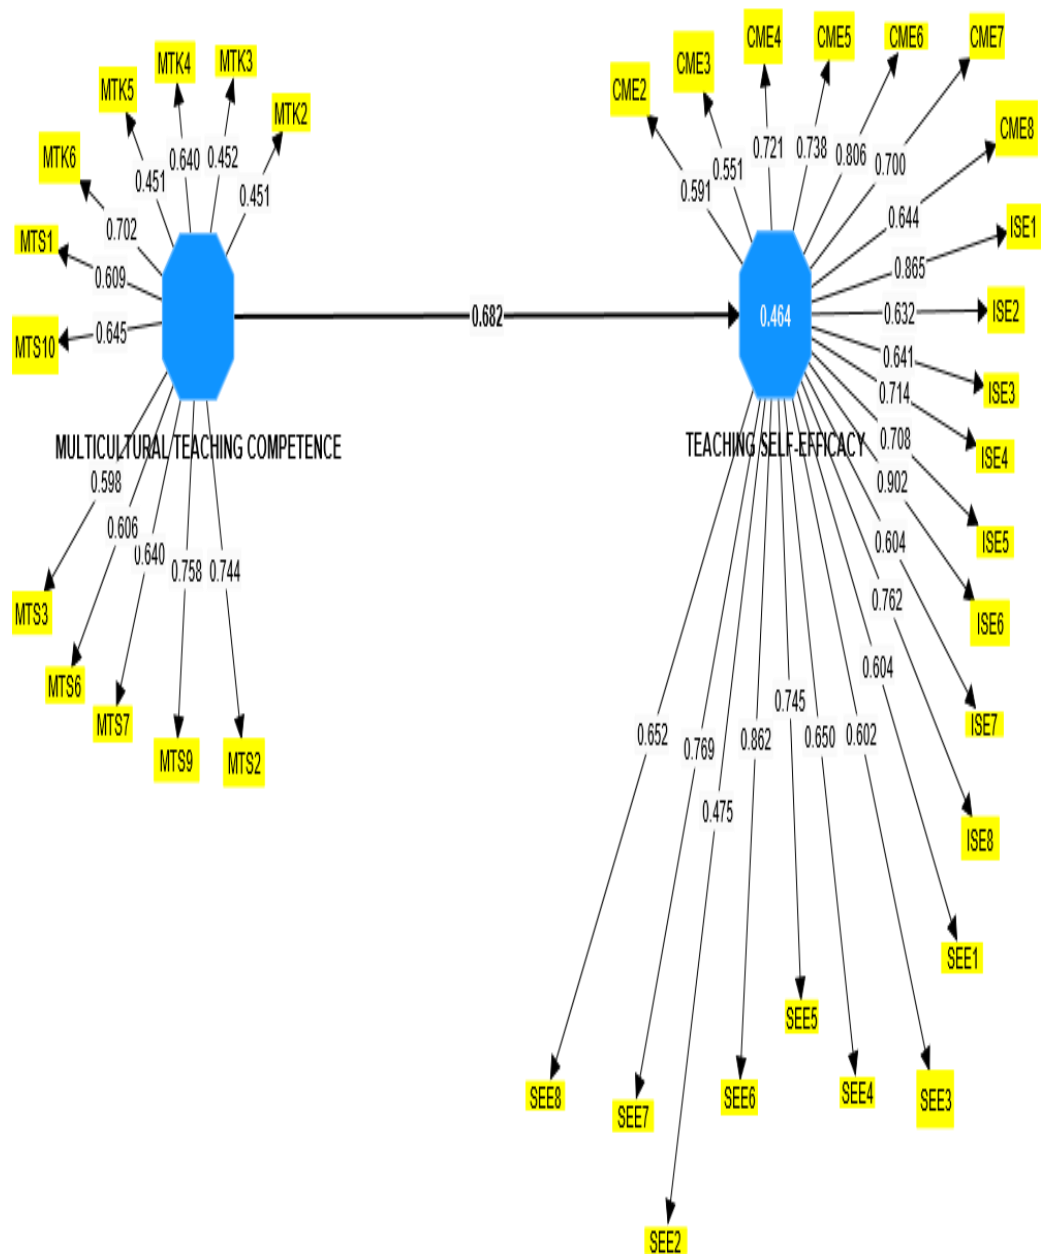 MTK4
MTK3
MTK5
MTK2
MTK6
MTS1
MTS10
0.451
0.640
0.452
0.451
0.702
0.609
0.645
MULTICULTURAL TEACHING COMPETENCE
0.598
0.606
0.640
0.758
0.744
MTS3
MTS6
MTS7
MTS9
MTS2
0.682
CME2
CME3
CME4
CME5
CME6
CME7
CME8
ISE1
ISE2
ISE3
ISE4
ISE5
ISE6
ISE7
ISE8
0.591
0.551
0.721
0.738
0.806
0.700
0.644
0.865
0.632
0.641
0.714
0.708
0.902
0.604
0.762
0.604
0.464
TEACHING SELF-EFFICACY
0.652
0.769
0.475
0.862
0.745
0.650
0.602
SEE1
SEE5
SEE8
SEE7
SEE6
SEE4
SEE3
SEE2